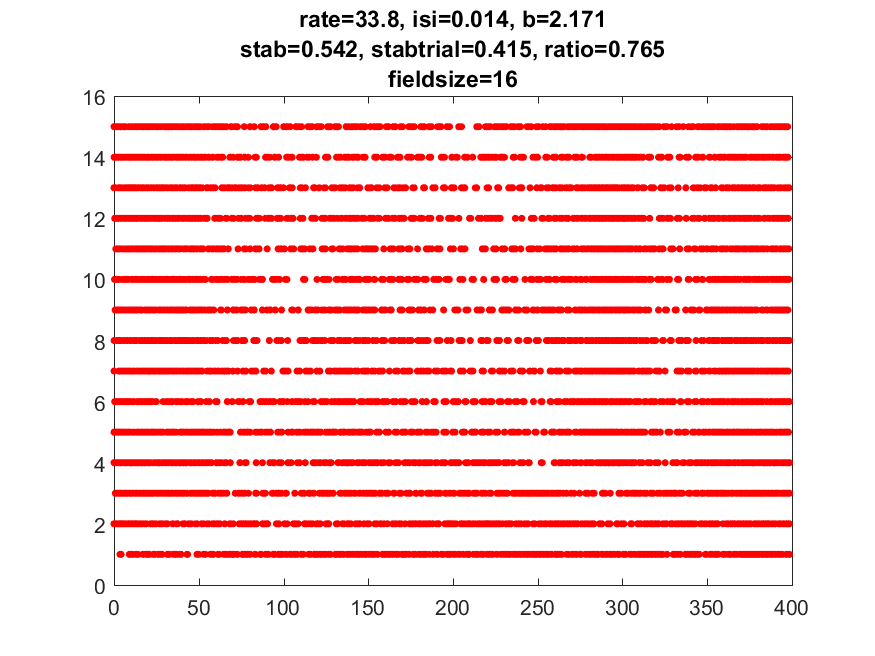 rate=33.8, isi=0.014, b=2.171
stab=0.542, stabtrial=0.415, ratio=0.765
fieldsize=16
16
14
12
10
8
6
4
2
0
0 50 100 150 200 250 300 350 400